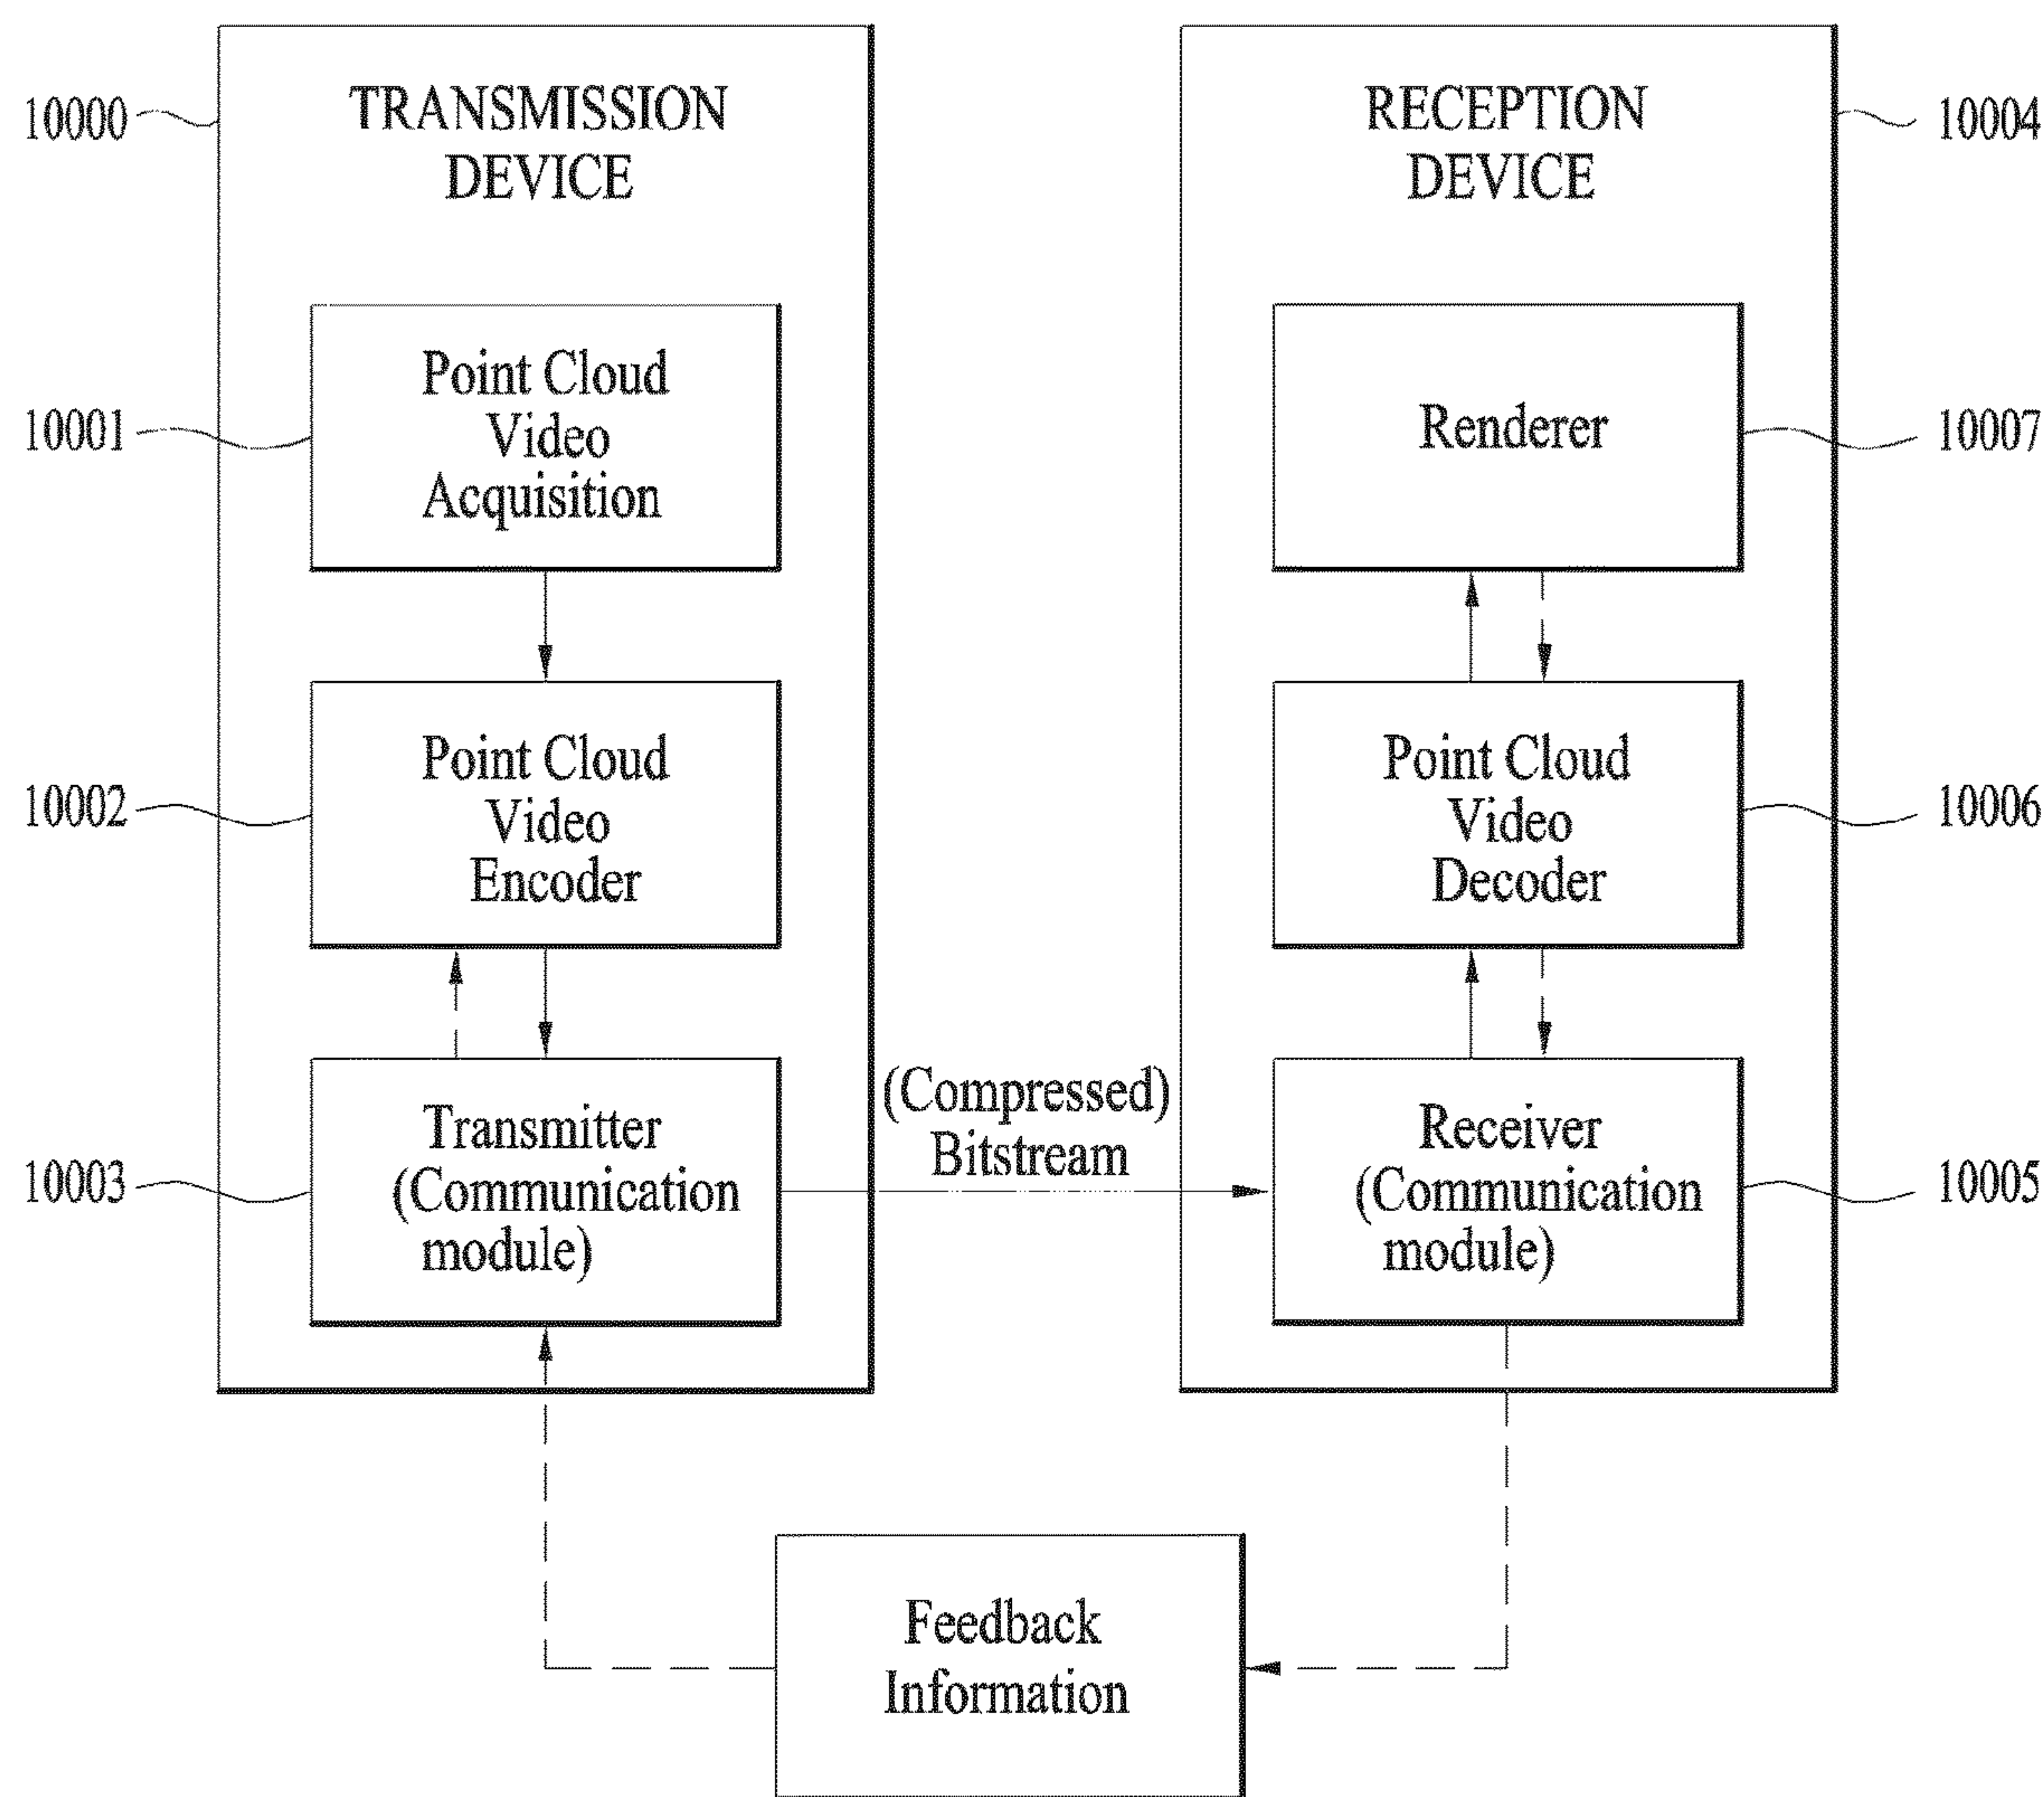 10000
TRANSMISSION
DEVICE
10001
Point Cloud
Video
Acquisition
10002
Point Cloud
Video
Encoder
10003
Transmitter
(Communication
module)
(Compressed)
Bitstream
RECEPTION
DEVICE
10004
Renderer
10007
Point Cloud
Video
Decoder
10006
Receiver
(Communication
module)
10005
Feedback
Information